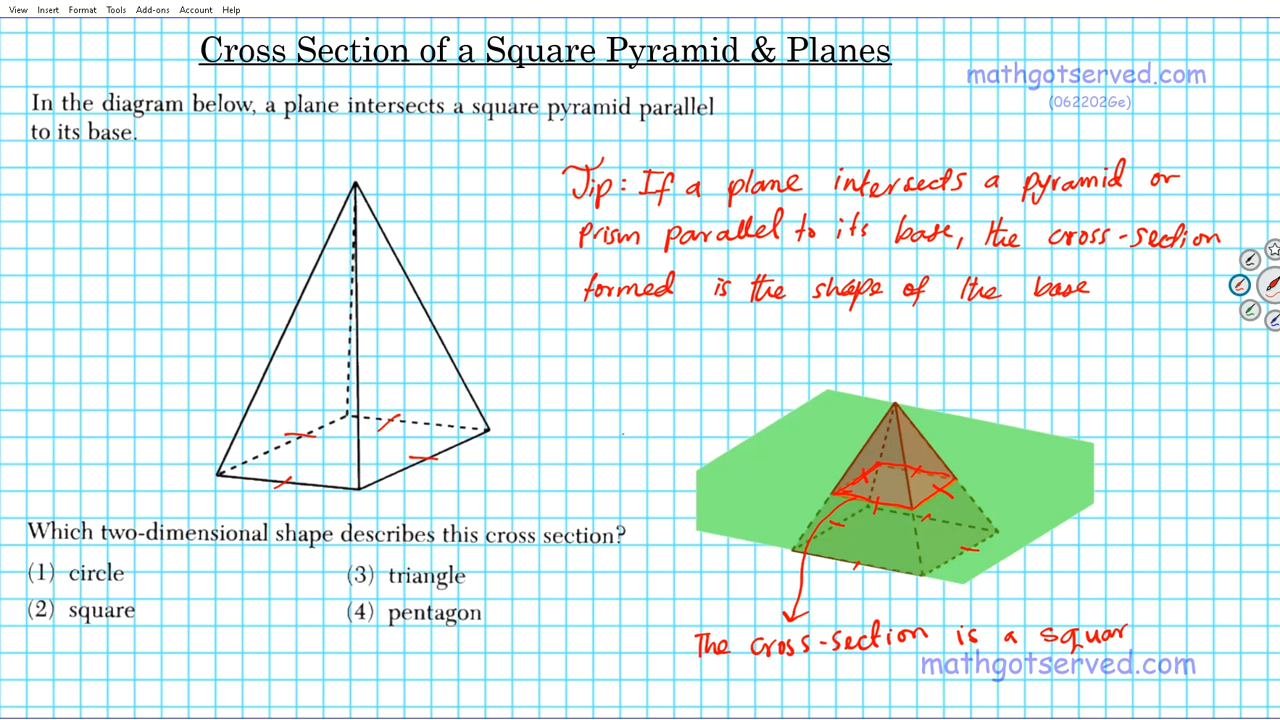 View Insert Format Tools Add-ons Account Help
Cross Section of a Square Pyramid & Planes
mathgotserved.com
(062202Ge)
In the diagram below, a plane intersects a square pyramid parallel
to its base.
Tip: If a plane intersects a pyramid or
prism parallel to its base, the cross-section
formed is the shape of the base
Which two-dimensional shape describes this cross section?
(1) circle
(2) square
(3) triangle
(4) pentagon
The cross-section is a squar
mathgotserved.com